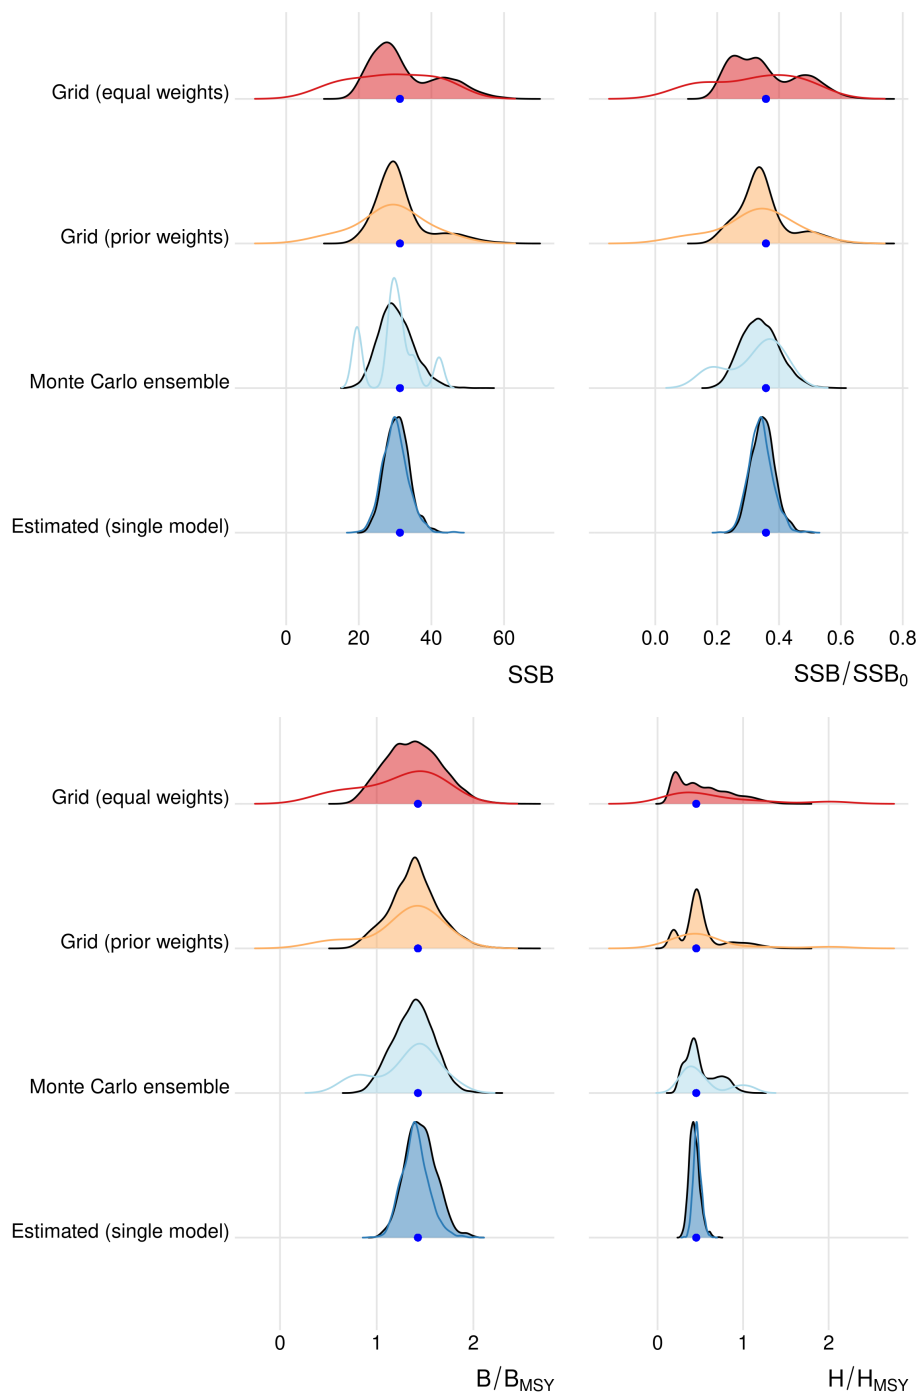 Grid (equal weights)
Grid (prior weights)
Monte Carlo ensemble
Estimated (single model)
0 20 40 60
0.0 0.2 0.4 0.6 0.8
SSB
SSB/SSB₀
Grid (equal weights)
Grid (prior weights)
Monte Carlo ensemble
Estimated (single model)
0 1 2
0 1 2
B/B_MSY
H/H_MSY